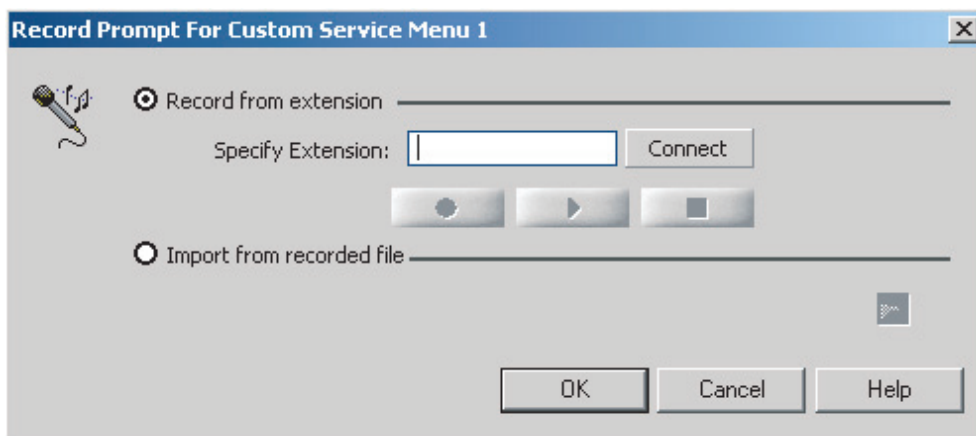 Record Prompt For Custom Service Menu 1
Record from extension
Specify Extension: Connect
Import from recorded file
OK Cancel Help